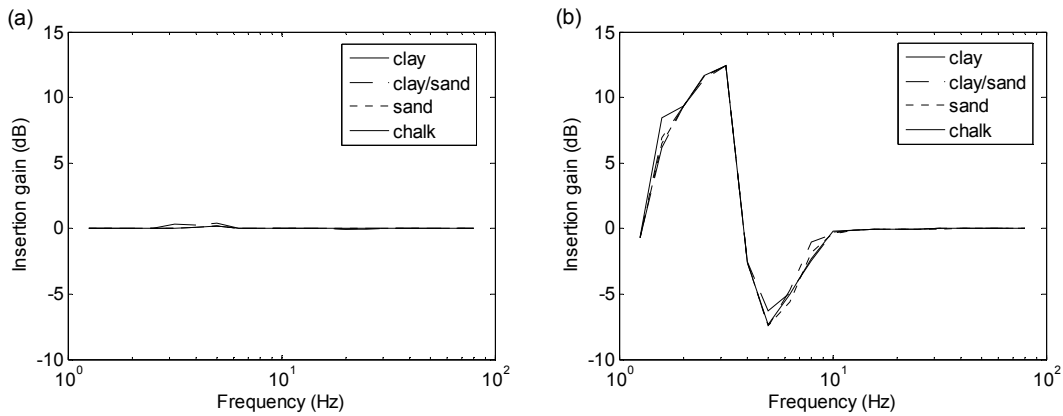 (a)
15
10
5
0
-5
-10
10^0
10^1
10^2
Insertion gain (dB)
Frequency (Hz)
clay
clay/sand
sand
chalk
(b)
15
10
5
0
-5
-10
10^0
10^1
10^2
Insertion gain (dB)
Frequency (Hz)
clay
clay/sand
sand
chalk